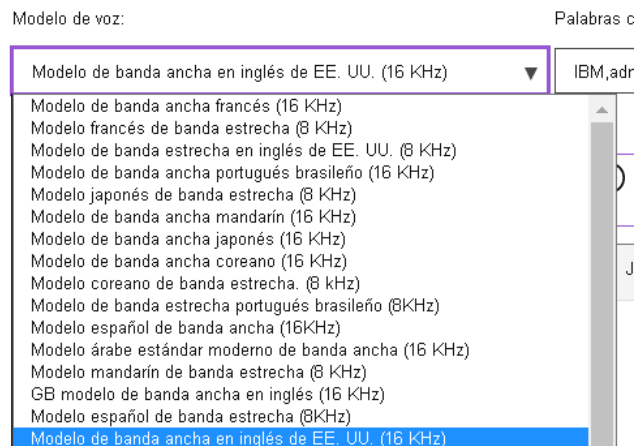 Modelo de voz:
Palabras c
Modelo de banda ancha en inglés de EE. UU. (16 KHz)
IBM,adr
Modelo de banda ancha francés (16 KHz)
Modelo francés de banda estrecha (8 KHz)
Modelo de banda estrecha en inglés de EE. UU. (8 KHz)
Modelo de banda ancha portugués brasileño (16 KHz)
Modelo japonés de banda estrecha (8 KHz)
Modelo de banda ancha mandarín (16 KHz)
Modelo de banda ancha japonés (16 KHz)
Modelo de banda ancha coreano (16 KHz)
Modelo coreano de banda estrecha. (8 kHz)
Modelo de banda estrecha portugués brasileño (8KHz)
Modelo español de banda ancha (16KHz)
J
Modelo árabe estándar moderno de banda ancha (16 KHz)
Modelo mandarín de banda estrecha (8 KHz)
GB modelo de banda ancha en inglés (16 KHz)
Modelo español de banda estrecha (8KHz)
Modelo de banda ancha en inglés de EE. UU. (16 KHz)